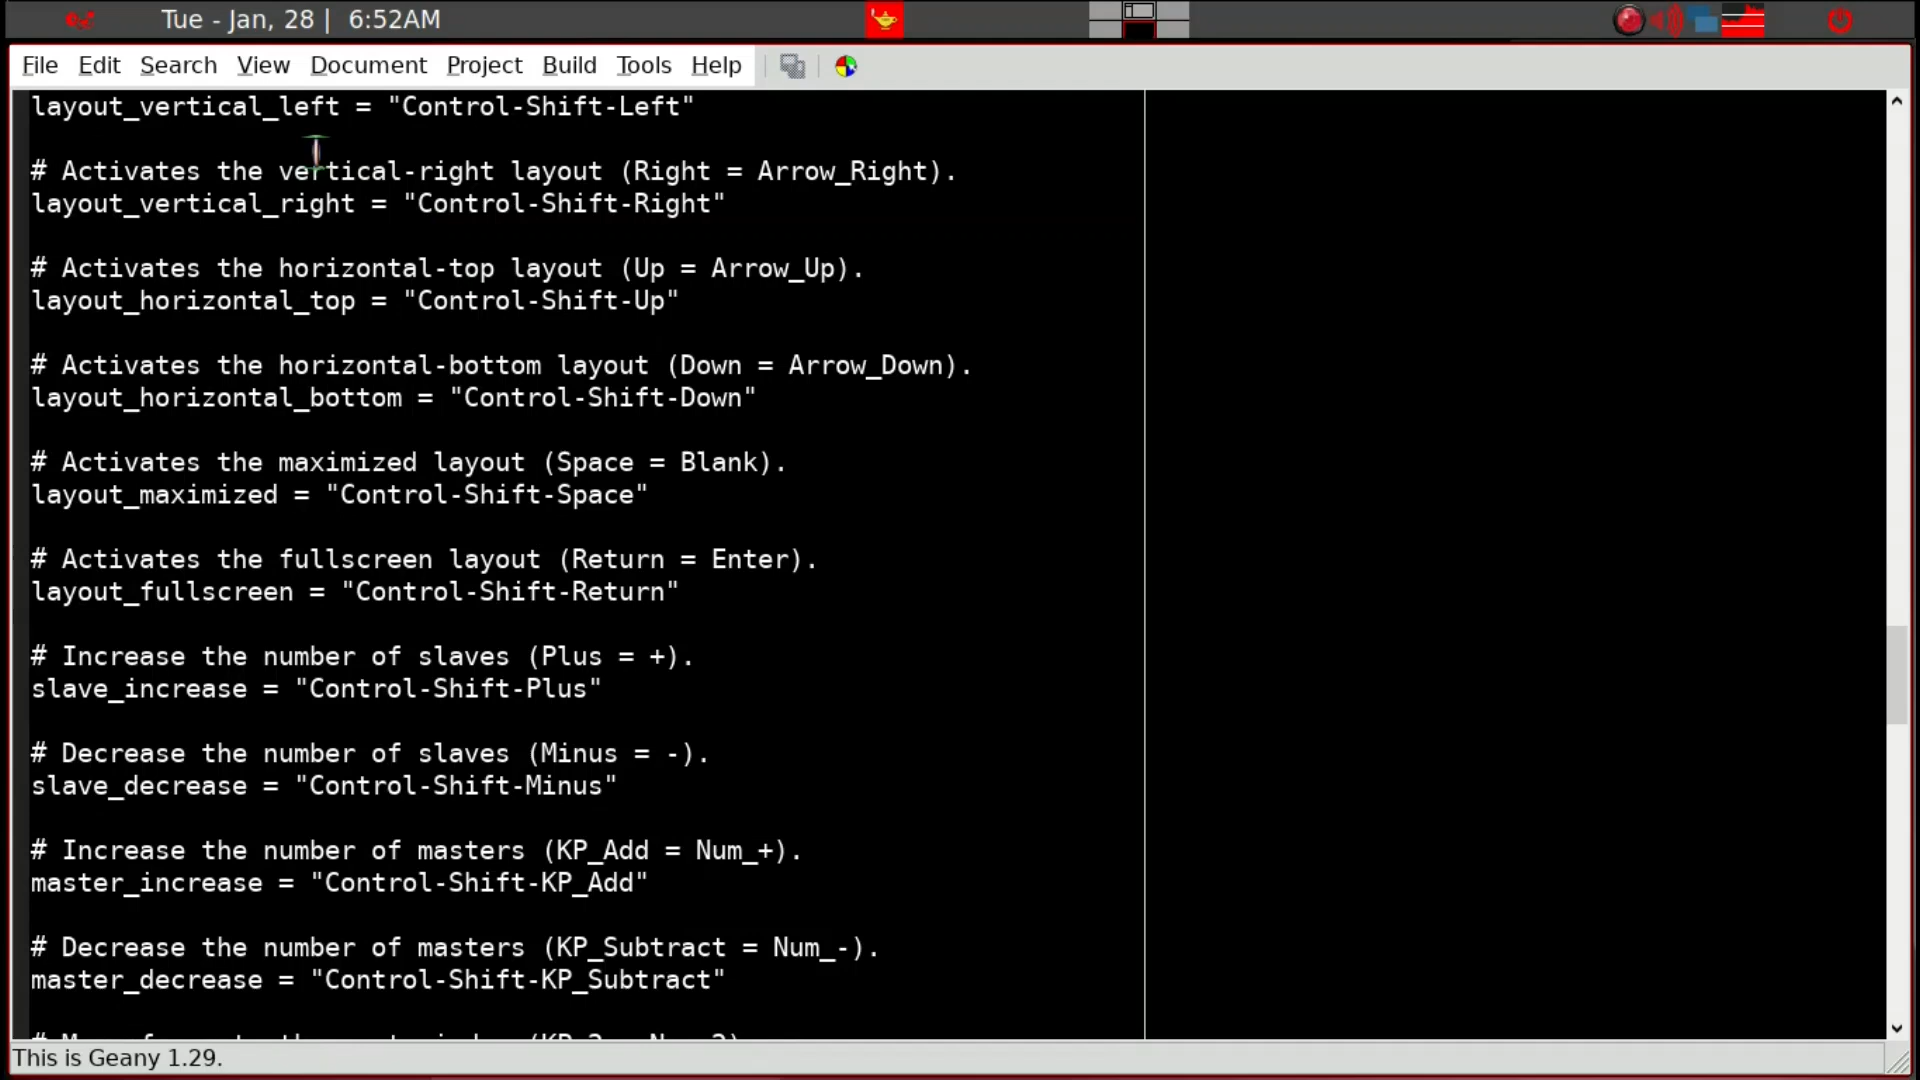 Tue - Jan, 28 | 6:52AM
File Edit Search View Document Project Build Tools Help
layout_vertical_left = "Control-Shift-Left"
# Activates the vertical-right layout (Right = Arrow_Right).
layout_vertical_right = "Control-Shift-Right"
# Activates the horizontal-top layout (Up = Arrow_Up).
layout_horizontal_top = "Control-Shift-Up"
# Activates the horizontal-bottom layout (Down = Arrow_Down).
layout_horizontal_bottom = "Control-Shift-Down"
# Activates the maximized layout (Space = Blank).
layout_maximized = "Control-Shift-Space"
# Activates the fullscreen layout (Return = Enter).
layout_fullscreen = "Control-Shift-Return"
# Increase the number of slaves (Plus = +).
slave_increase = "Control-Shift-Plus"
# Decrease the number of slaves (Minus = -).
slave_decrease = "Control-Shift-Minus"
# Increase the number of masters (KP_Add = Num_+).
master_increase = "Control-Shift-KP_Add"
# Decrease the number of masters (KP_Subtract = Num_-).
master_decrease = "Control-Shift-KP_Subtract"
This is Geany 1.29.